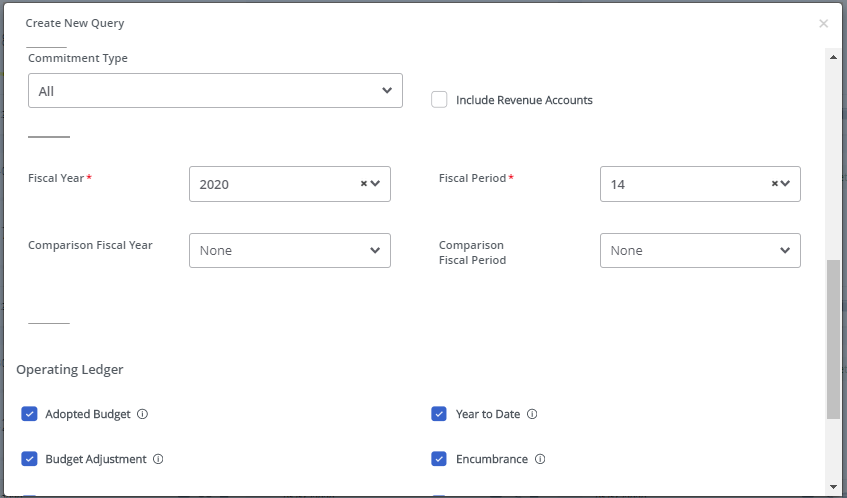 Create New Query
Commitment Type
All
Include Revenue Accounts
Fiscal Year*
2020
Fiscal Period*
14
Comparison Fiscal Year
None
Comparison
Fiscal Period
None
Operating Ledger
Adopted Budget
Year to Date
Budget Adjustment
Encumbrance